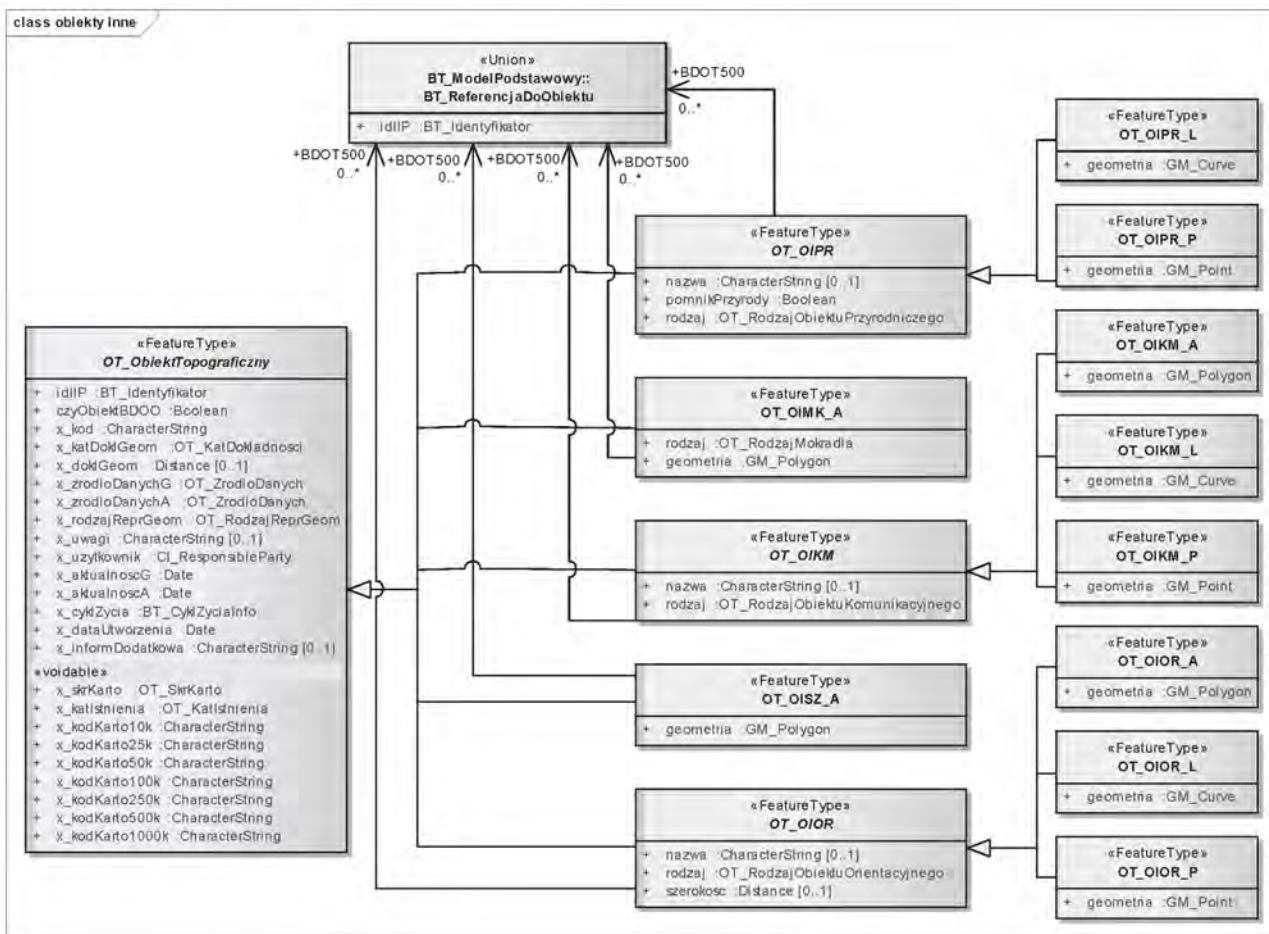 class obiekty inne
«Union»
BT_ModelPodstawowy::
BT_ReferencjaDoObiektu
+ idIIP :BT_Identyfikator
+BDOT500
0..*
+BDOT500
0..*
+BDOT500
0..*
+BDOT500
0..*
+BDOT500
0..*
«FeatureType»
OT_OIPR_L
+ geometria :GM_Curve
«FeatureType»
OT_OIPR_P
+ geometria :GM_Point
«FeatureType»
OT_OIPR
+ nazwa :CharacterString [0..1]
+ pomnikPrzyrody :Boolean
+ rodzaj :OT_RodzajObiektuPrzyrodniczego
«FeatureType»
OT_OIKM_A
+ geometria :GM_Polygon
«FeatureType»
OT_ObiektTopograficzny
+ idIIP :BT_Identyfikator
+ czyObiektBDOO :Boolean
+ x_kod :CharacterString
+ x_katDoklGeom :OT_KatDokladnosci
+ x_doklGeom Distance [0..1]
+ x_zrodloDanychG :OT_ZrodloDanych
+ x_zrodloDanychA :OT_ZrodloDanych
+ x_rodzajReprGeom :OT_RodzajReprGeom
+ x_uwagi :CharacterString [0..1]
+ x_uzytkownik :CI_ResponsibleParty
+ x_aktualnoscG :Date
+ x_aktualnoscA :Date
+ x_cyklZycia :BT_CyklZyciaInfo
+ x_dataUtworzenia Date
+ x_informDodatkowa :CharacterString [0..1]
«voidable»
+ x_skrKarto OT_SkrKarto
+ x_katIstnienia :OT_KatIstnienia
+ x_kodKarto10k :CharacterString
+ x_kodKarto25k :CharacterString
+ x_kodKarto50k :CharacterString
+ x_kodKarto100k :CharacterString
+ x_kodKarto250k :CharacterString
+ x_kodKarto500k :CharacterString
+ x_kodKarto1000k :CharacterString
«FeatureType»
OT_OIMK_A
+ rodzaj :OT_RodzajMokradla
+ geometria :GM_Polygon
«FeatureType»
OT_OIKM_L
+ geometria :GM_Curve
«FeatureType»
OT_OIKM
+ nazwa :CharacterString [0..1]
+ rodzaj :OT_RodzajObiektuKomunikacyjnego
«FeatureType»
OT_OIKM_P
+ geometria :GM_Point
«FeatureType»
OT_OISZ_A
+ geometria :GM_Polygon
«FeatureType»
OT_OIOR_A
+ geometria :GM_Polygon
«FeatureType»
OT_OIOR_L
+ geometria :GM_Curve
«FeatureType»
OT_OIOR
+ nazwa :CharacterString [0..1]
+ rodzaj :OT_RodzajObiektuOrientacyjnego
+ szerokosc :Distance [0..1]
«FeatureType»
OT_OIOR_P
+ geometria :GM_Point